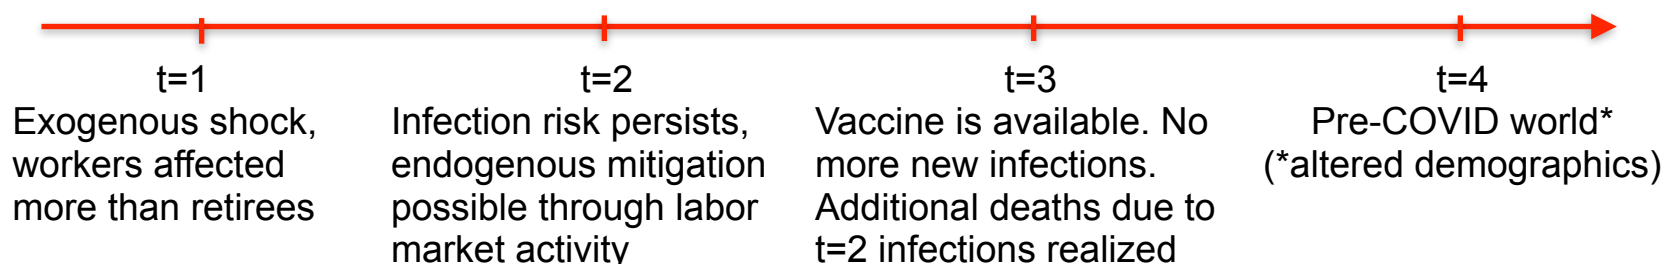 t=1
Exogenous shock,
workers affected
more than retirees
t=2
Infection risk persists,
endogenous mitigation
possible through labor
market activity
t=3
Vaccine is available. No
more new infections.
Additional deaths due to
t=2 infections realized
t=4
Pre-COVID world*
(*altered demographics)